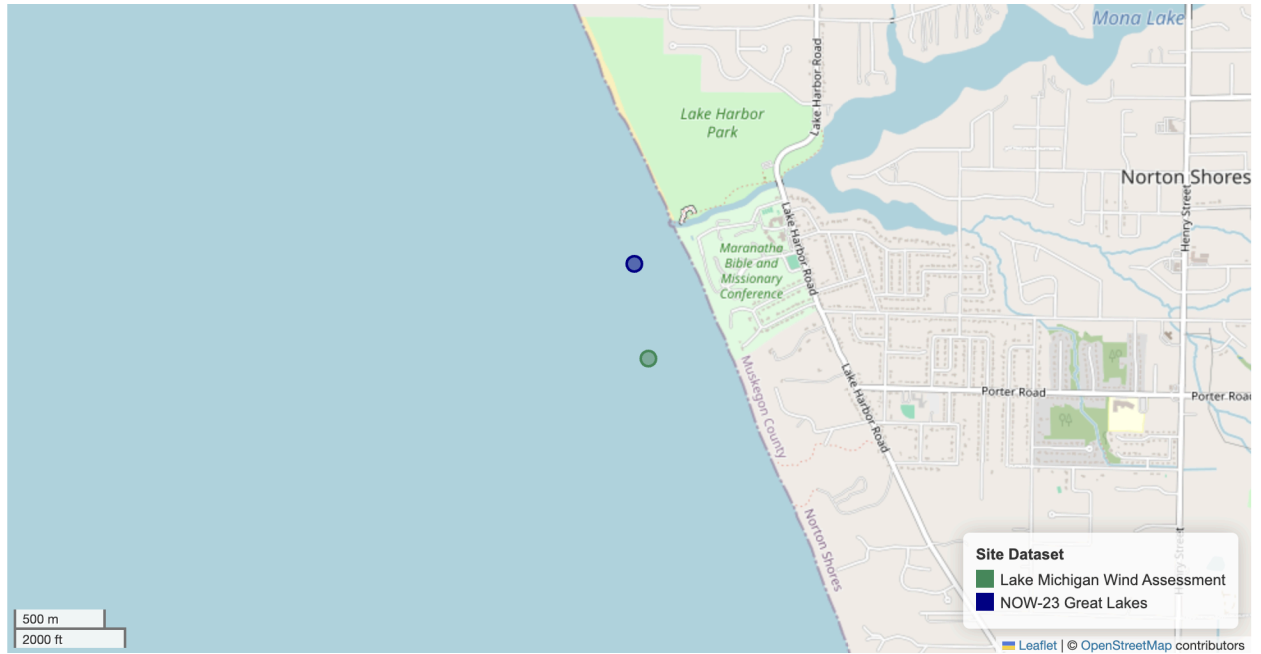 Mona Lake
Lake Harbor Road
Lake Harbor
Park
Norton Shores
Henry Street
Lake Harbor Road
Maranatha
Bible and
Missionary
Conference
Muskegon County
Lake Harbor Road
Porter Road
Porter Roa
Norton Shores
Henry Street
Site Dataset
Lake Michigan Wind Assessment
NOW-23 Great Lakes
500 m
2000 ft
Leaflet | © OpenStreetMap contributors